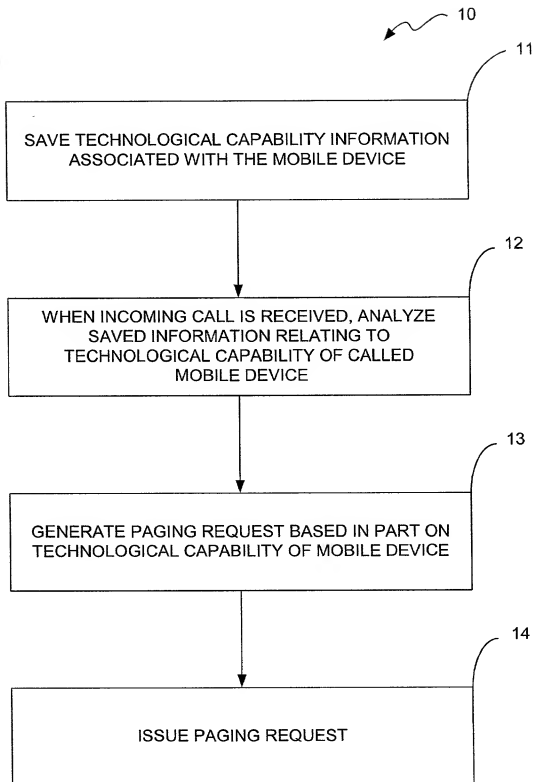 10
11
SAVE TECHNOLOGICAL CAPABILITY INFORMATION
ASSOCIATED WITH THE MOBILE DEVICE
12
WHEN INCOMING CALL IS RECEIVED, ANALYZE
SAVED INFORMATION RELATING TO
TECHNOLOGICAL CAPABILITY OF CALLED
MOBILE DEVICE
13
GENERATE PAGING REQUEST BASED IN PART ON
TECHNOLOGICAL CAPABILITY OF MOBILE DEVICE
14
ISSUE PAGING REQUEST